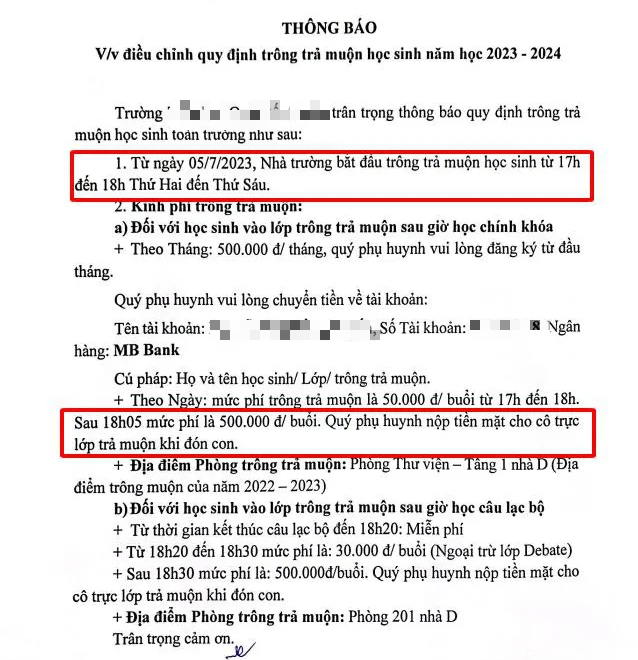 THÔNG BÁO
V/v điều chỉnh quy định trông trả muộn học sinh năm học 2023 - 2024
Trường trân trọng thông báo quy định trông trả
muộn học sinh toàn trường như sau:
1. Từ ngày 05/7/2023, Nhà trường bắt đầu trông trả muộn học sinh từ 17h
đến 18h Thứ Hai đến Thứ Sáu.
2. Kinh phí trông trả muộn:
a) Đối với học sinh vào lớp trông trả muộn sau giờ học chính khóa
+ Theo Tháng: 500.000 đ/ tháng, quý phụ huynh vui lòng đăng ký từ đầu
tháng.
Quý phụ huynh vui lòng chuyển tiền về tài khoản:
Tên tài khoản: , Số Tài khoản: 8 Ngân
hàng: MB Bank
Cú pháp: Họ và tên học sinh/ Lớp/ trông trả muộn.
+ Theo Ngày: mức phí trông trả muộn là 50.000 đ/ buổi từ 17h đến 18h.
Sau 18h05 mức phí là 500.000 đ/ buổi. Quý phụ huynh nộp tiền mặt cho cô trực
lớp trả muộn khi đón con.
+ Địa điểm Phòng trông trả muộn: Phòng Thư viện – Tầng 1 nhà D (Địa
điểm trông muộn của năm 2022 – 2023)
b) Đối với học sinh vào lớp trông trả muộn sau giờ học câu lạc bộ
+ Từ thời gian kết thúc câu lạc bộ đến 18h20: Miễn phí
+ Từ 18h20 đến 18h30 mức phí là: 30.000 đ/ buổi (Ngoại trừ lớp Debate)
+ Sau 18h30 mức phí là: 500.000đ/buổi. Quý phụ huynh nộp tiền mặt cho
cô trực lớp trả muộn khi đón con.
+ Địa điểm Phòng trông trả muộn: Phòng 201 nhà D
Trân trọng cảm ơn.